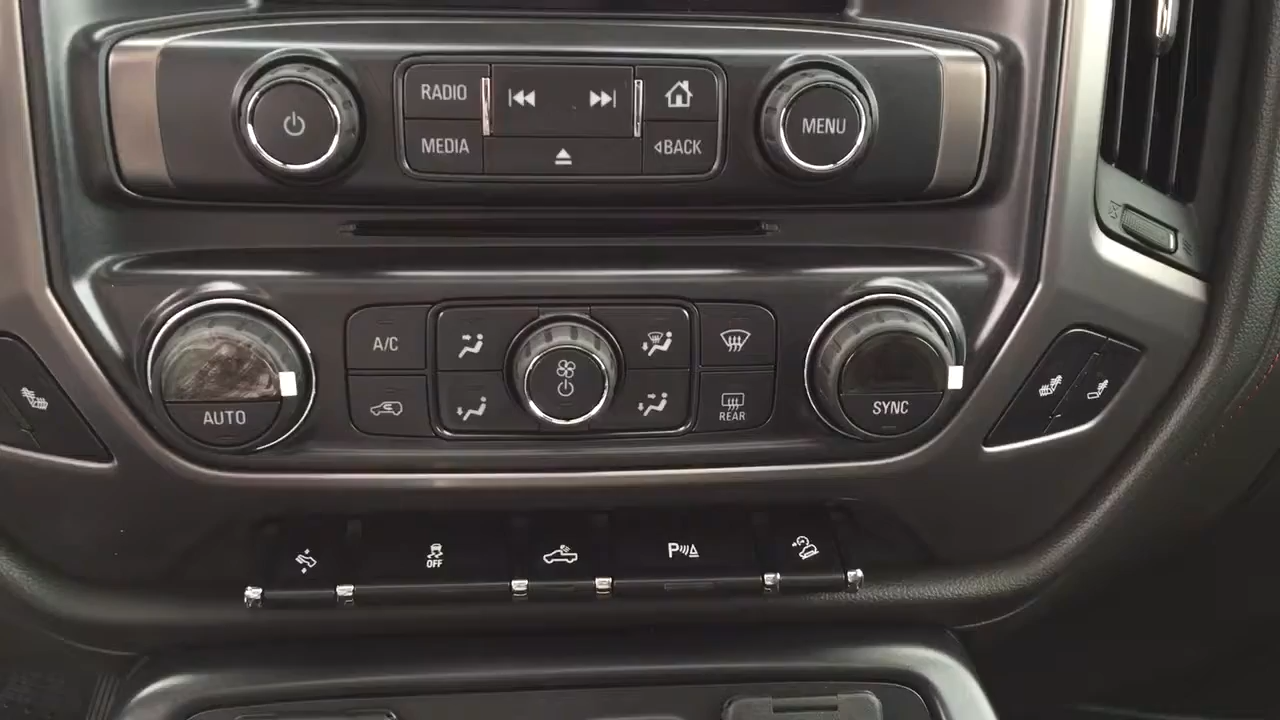 RADIO
MENU
MEDIA
BACK
A/C
AUTO
REAR
SYNC
OFF
P